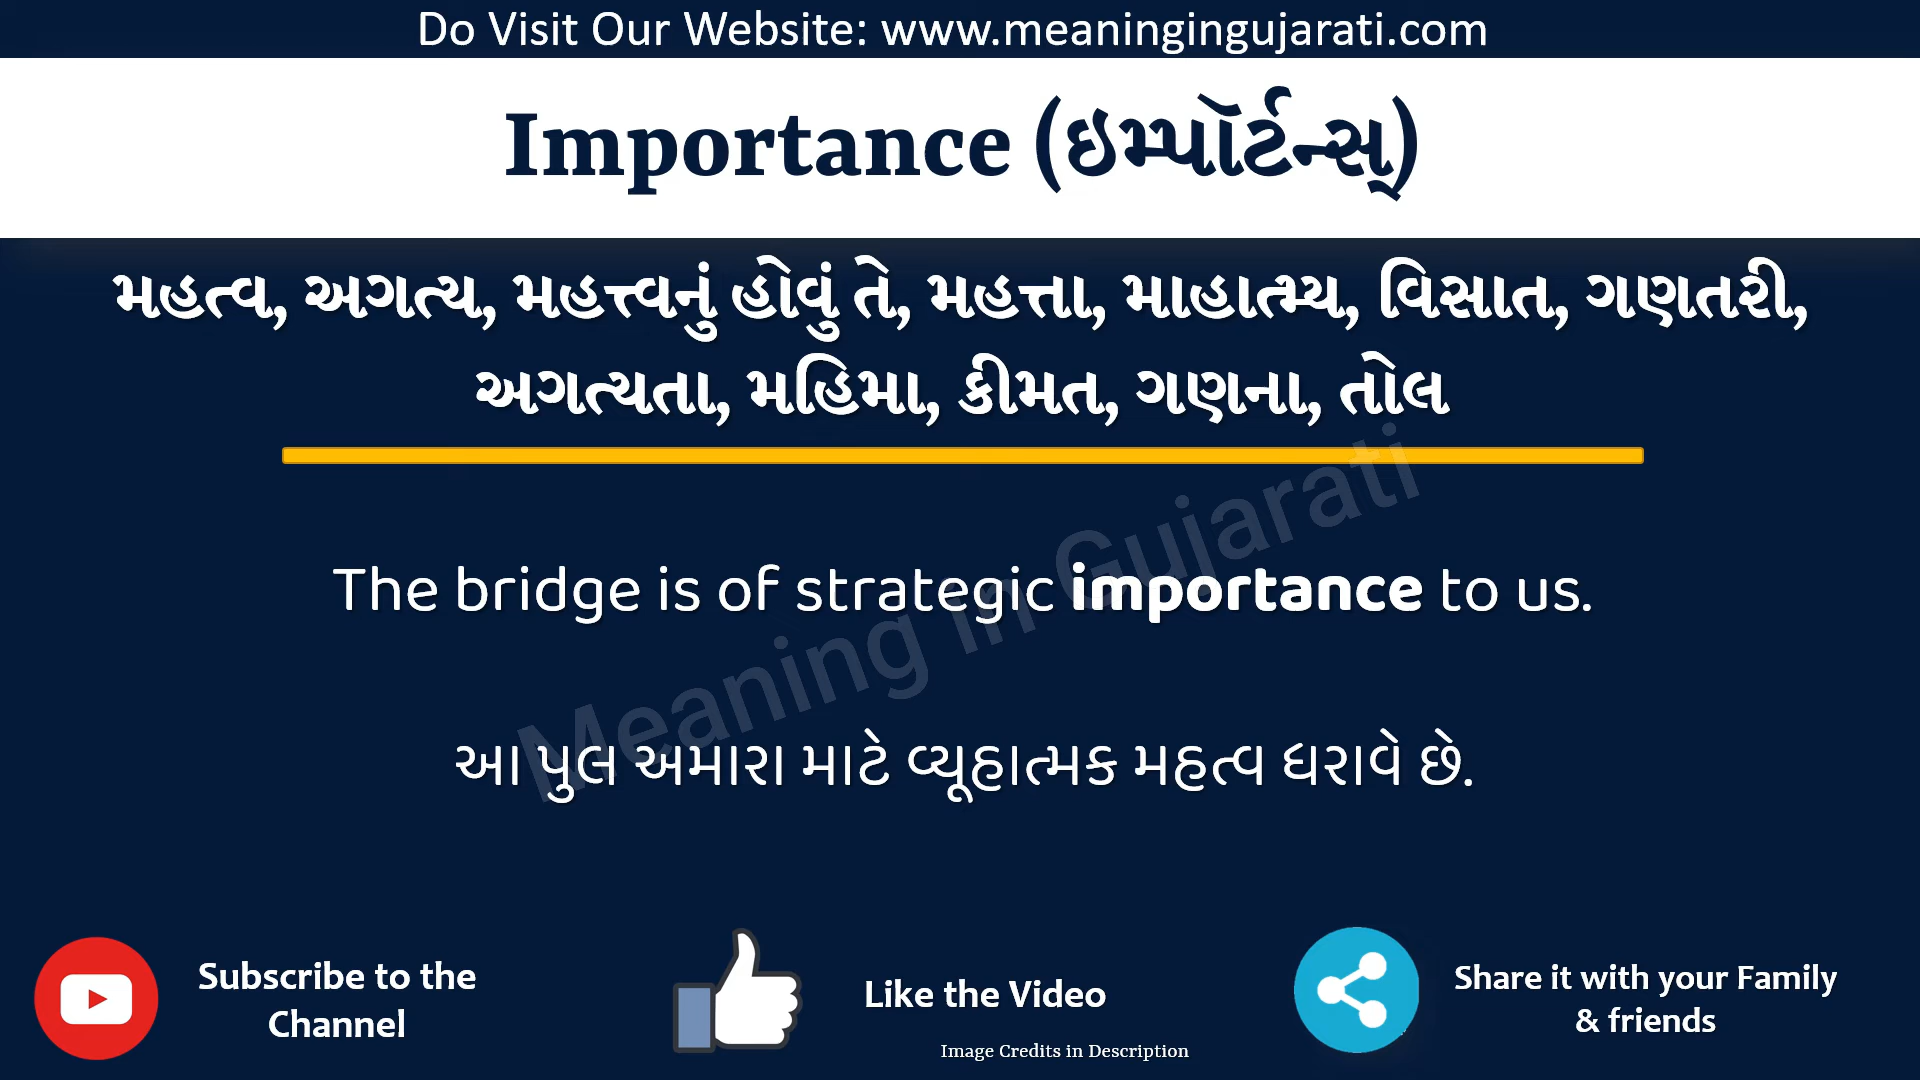 Do Visit Our Website: www.meaningingujarati.com
Importance (ઇમ્પૉર્ટન્સ્)
મહત્વ, અગત્ય, મહત્ત્વનું હોવું તે, મહત્તા, માહાત્મ્ય, વિસાત, ગણતરી,
અગત્યતા, મહિમા, કીમત, ગણના, તોલ
Meaning in Gujarati
The bridge is of strategic importance to us.
આ પુલ અમારા માટે વ્યૂહાત્મક મહત્વ ધરાવે છે.
Subscribe to the
Channel
Like the Video
Share it with your Family
& friends
Image Credits in Description